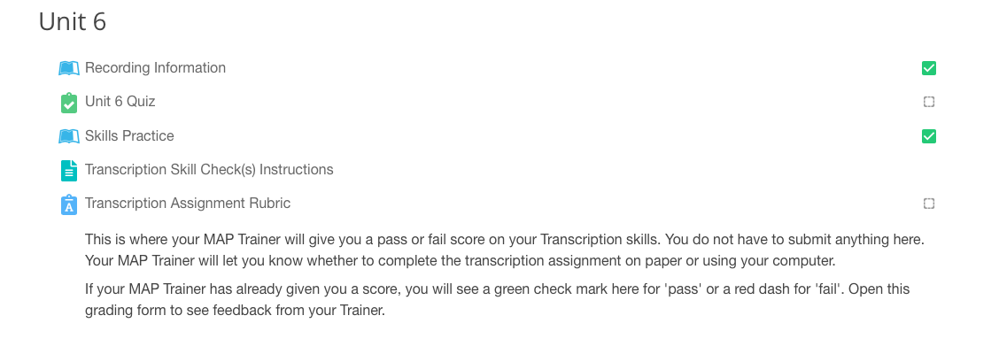 Unit 6
Recording Information
Unit 6 Quiz
Skills Practice
Transcription Skill Check(s) Instructions
Transcription Assignment Rubric
This is where your MAP Trainer will give you a pass or fail score on your Transcription skills. You do not have to submit anything here.
Your MAP Trainer will let you know whether to complete the transcription assignment on paper or using your computer.
If your MAP Trainer has already given you a score, you will see a green check mark here for 'pass' or a red dash for 'fail'. Open this
grading form to see feedback from your Trainer.